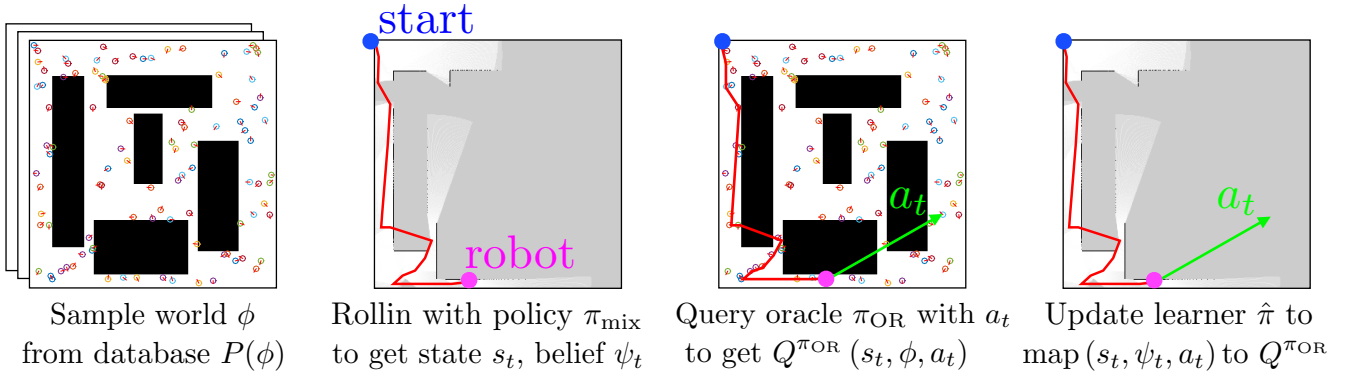 start
robot
a_t
a_t
Sample world ϕ
from database P(ϕ)
Rollin with policy π_mix
to get state s_t, belief ψ_t
Query oracle π_OR with a_t
to get Q^{π_OR} (s_t, ϕ, a_t)
Update learner π̂ to
map (s_t, ψ_t, a_t) to Q^{π_OR}